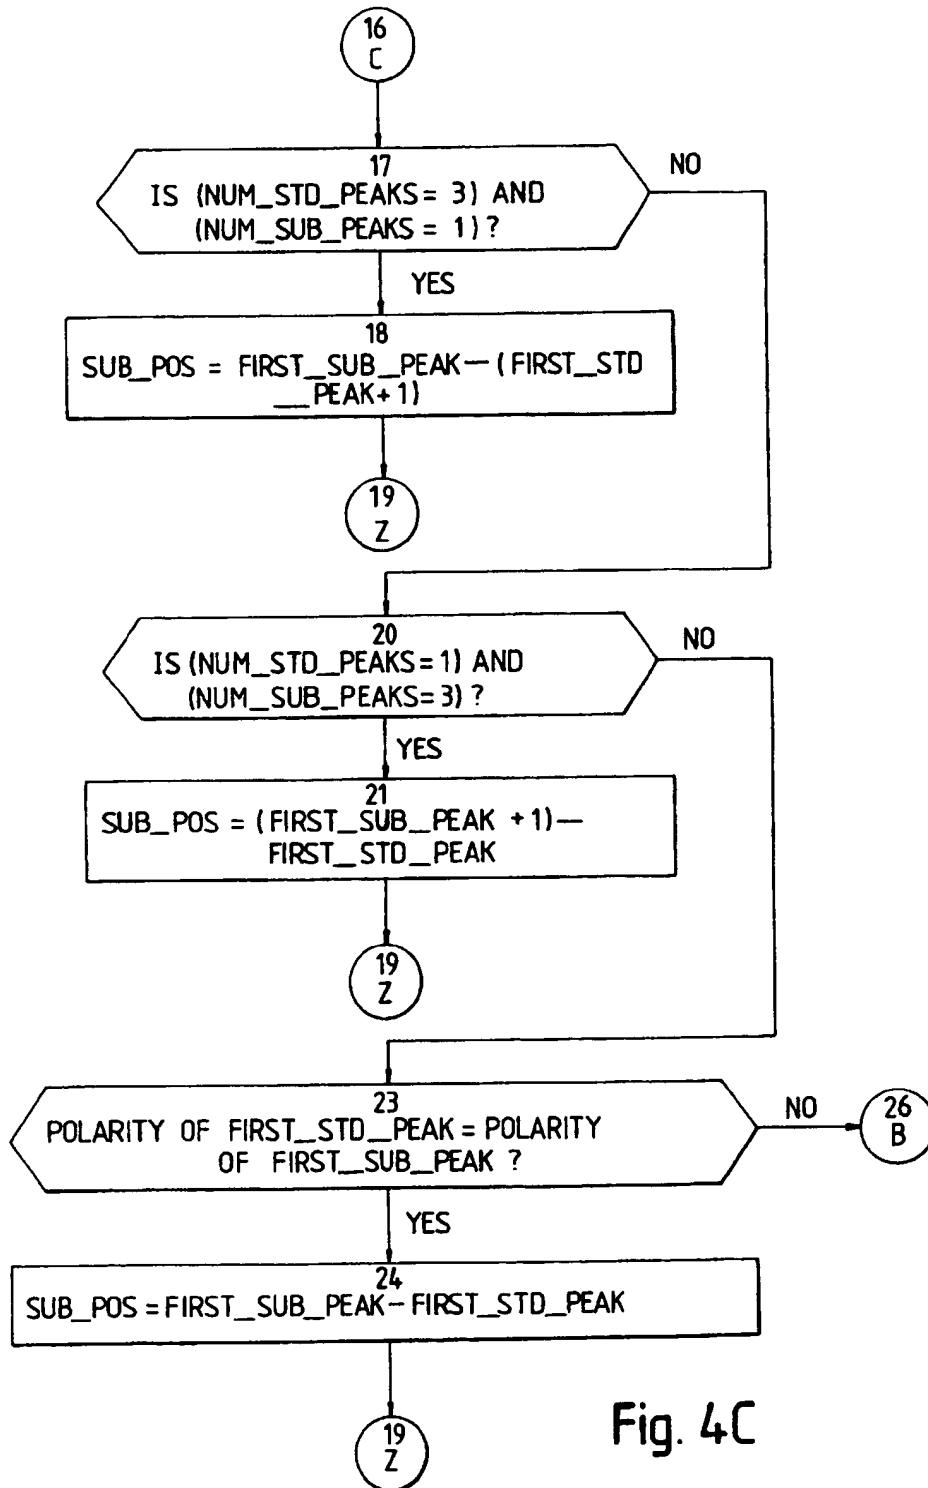 16
C
17
IS (NUM_STD_PEAKS = 3) AND
(NUM_SUB_PEAKS = 1) ?
NO
YES
18
SUB_POS = FIRST_SUB_PEAK — (FIRST_STD
__PEAK+1)
19
Z
20
IS (NUM_STD_PEAKS=1) AND
(NUM_SUB_PEAKS=3) ?
NO
YES
21
SUB_POS = (FIRST_SUB_PEAK +1) —
FIRST_STD_PEAK
19
Z
23
POLARITY OF FIRST_STD_PEAK = POLARITY
OF FIRST_SUB_PEAK ?
NO
26
B
YES
24
SUB_POS = FIRST_SUB_PEAK — FIRST_STD_PEAK
19
Z
Fig. 4C